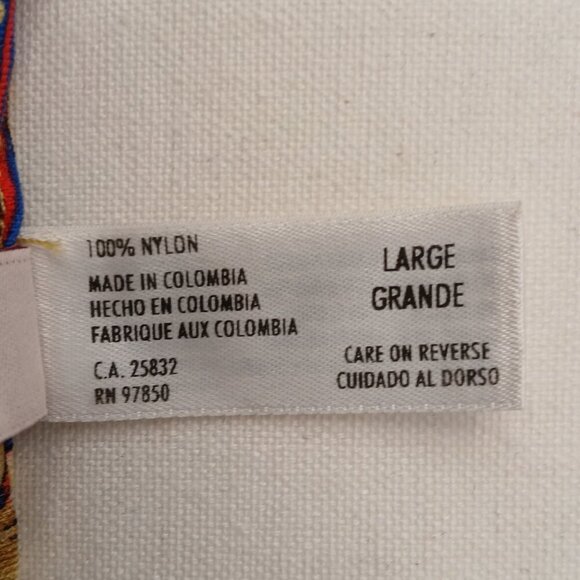 100% NYLON
MADE IN COLOMBIA
HECHO EN COLOMBIA
FABRIQUE AUX COLOMBIA
C.A. 25832
RN 97850
LARGE
GRANDE
CARE ON REVERSE
CUIDADO AL DORSO